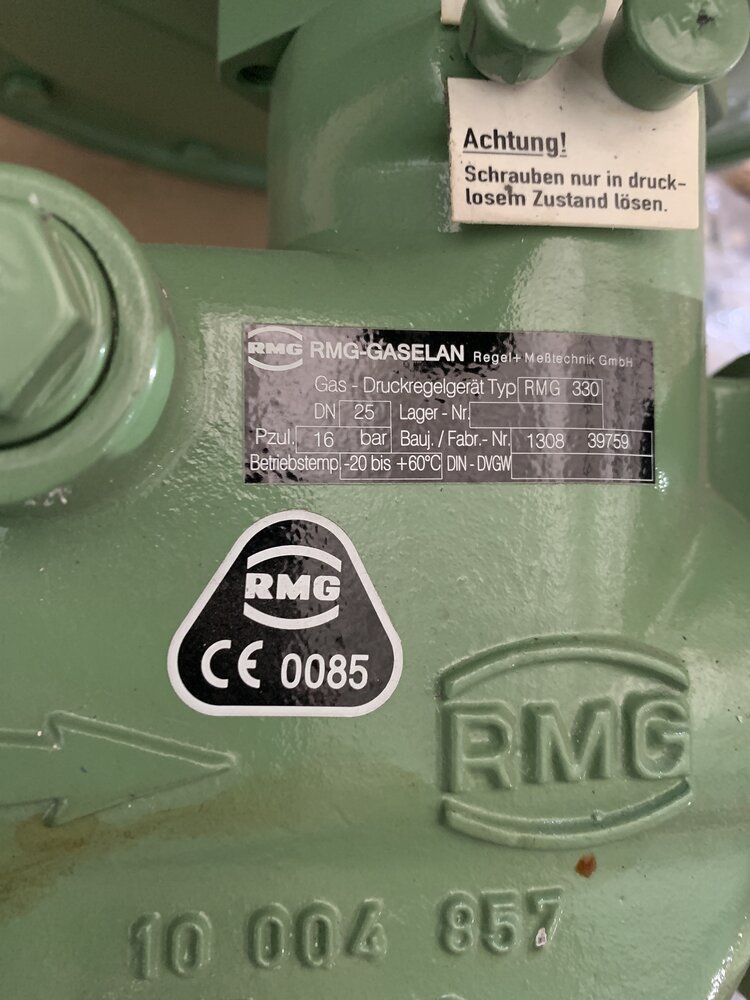 Achtung!
Schrauben nur in druck-
losem Zustand lösen.
RMG RMG-GASELAN Regel+Meßtechnik GmbH
Gas - Druckregelgerät Typ RMG 330
DN 25 Lager - Nr.
Pzul. 16 bar Bauj. / Fabr.- Nr. 1308 39759
Betriebstemp. -20 bis +60°C DIN - DVGW
RMG
CE 0085
RMG
10 004 857